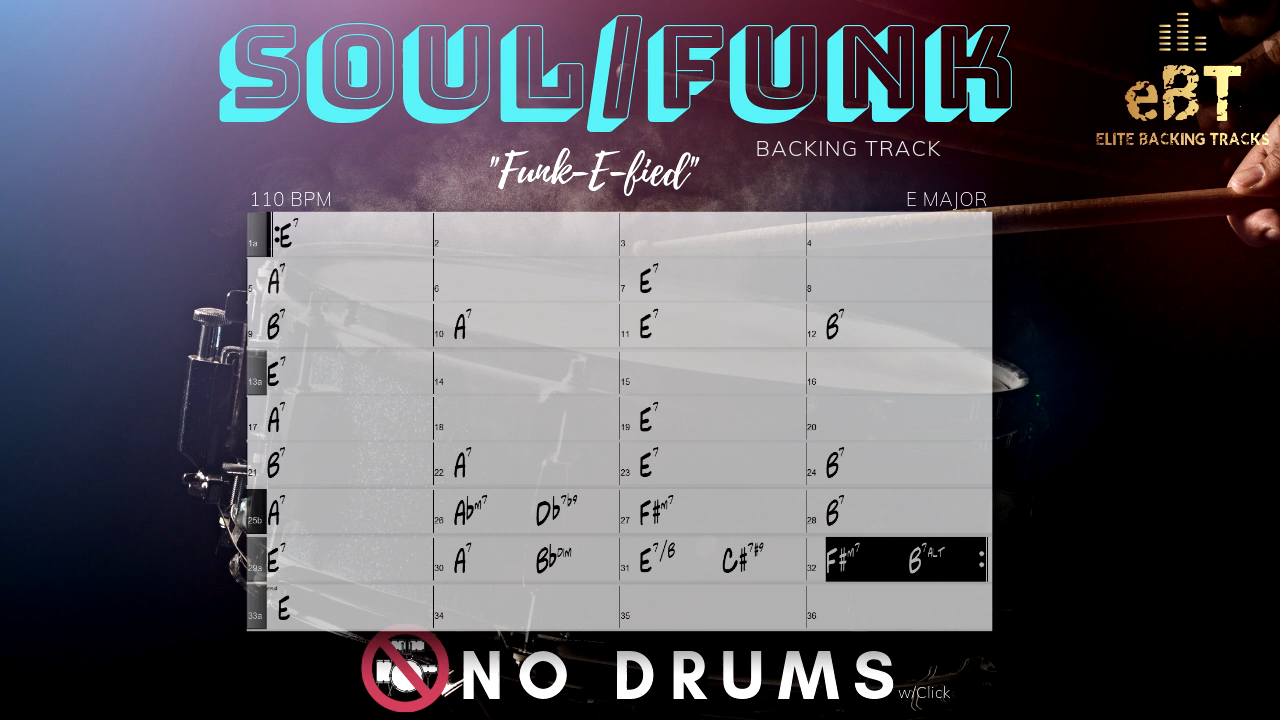 SOUL/FUNK
eBT
ELITE BACKING TRACKS
BACKING TRACK
"Funk-E-fied"
110 BPM
E MAJOR
1a :E7 2 3 4
5 A7 6 7 E7 8
9 B7 10 A7 11 E7 12 B7
13a E7 14 15 16
17 A7 18 19 E7 20
21 B7 22 A7 23 E7 24 B7
25b A7 26 Abm7 Db7b9 27 F#m7 28 B7
29a E7 30 A7 BbDIM 31 E7/B C#7#9 32 F#m7 B7ALT :
33a E 34 35 36
NO DRUMS w/Click